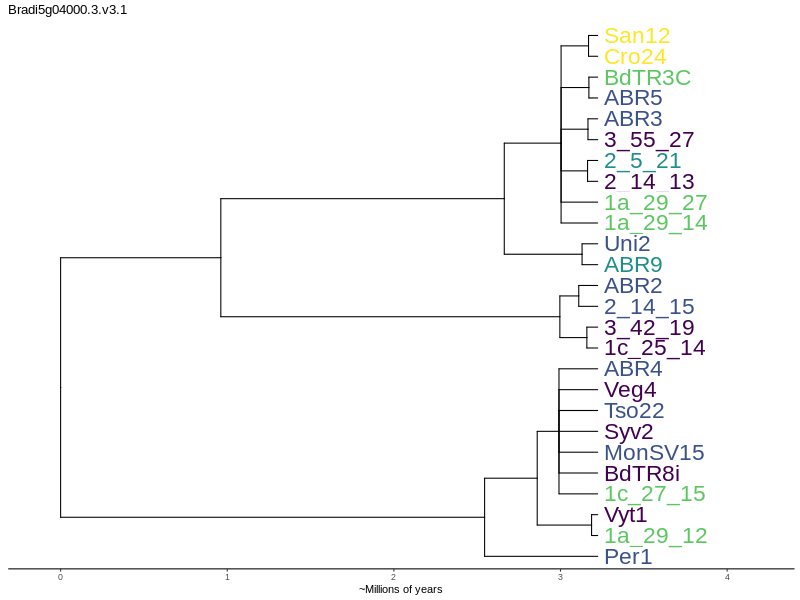 Bradi5g04000.3.v3.1
San12
Cro24
BdTR3C
ABR5
ABR3
3_55_27
2_5_21
2_14_13
1a_29_27
1a_29_14
Uni2
ABR9
ABR2
2_14_15
3_42_19
1c_25_14
ABR4
Veg4
Tso22
Syv2
MonSV15
BdTR8i
1c_27_15
Vyt1
1a_29_12
Per1
0 1 2 3 4
~Millions of years